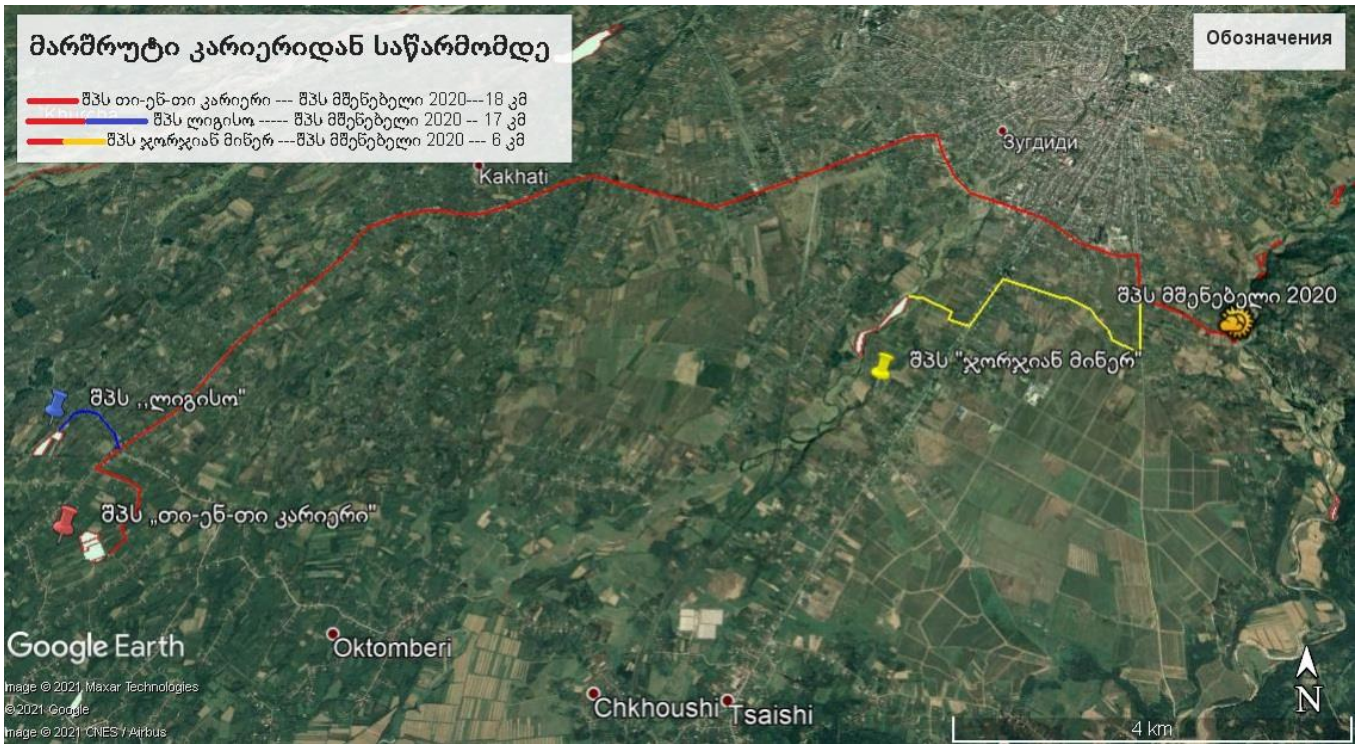 მარშრუტი კარიერიდან საწარმომდე
Обозначения
შპს თი-ენ-თი კარიერი --- შპს მშენებელი 2020---18 კმ
შპს ლიგისო ----- შპს მშენებელი 2020 -- 17 კმ
შპს ჯორჯიან მინერ ---შპს მშენებელი 2020 --- 6 კმ
Зугдиди
Kakhati
შპს მშენებელი 2020
შპს "ჯორჯიან მინერ"
შპს ,,ლიგისო"
შპს „თი-ენ-თი კარიერი"
Oktomberi
Google Earth
Chkhoushi
Tsaishi
Image © 2021 Maxar Technologies
© 2021 Google
Image © 2021 CNES / Airbus
4 km
N